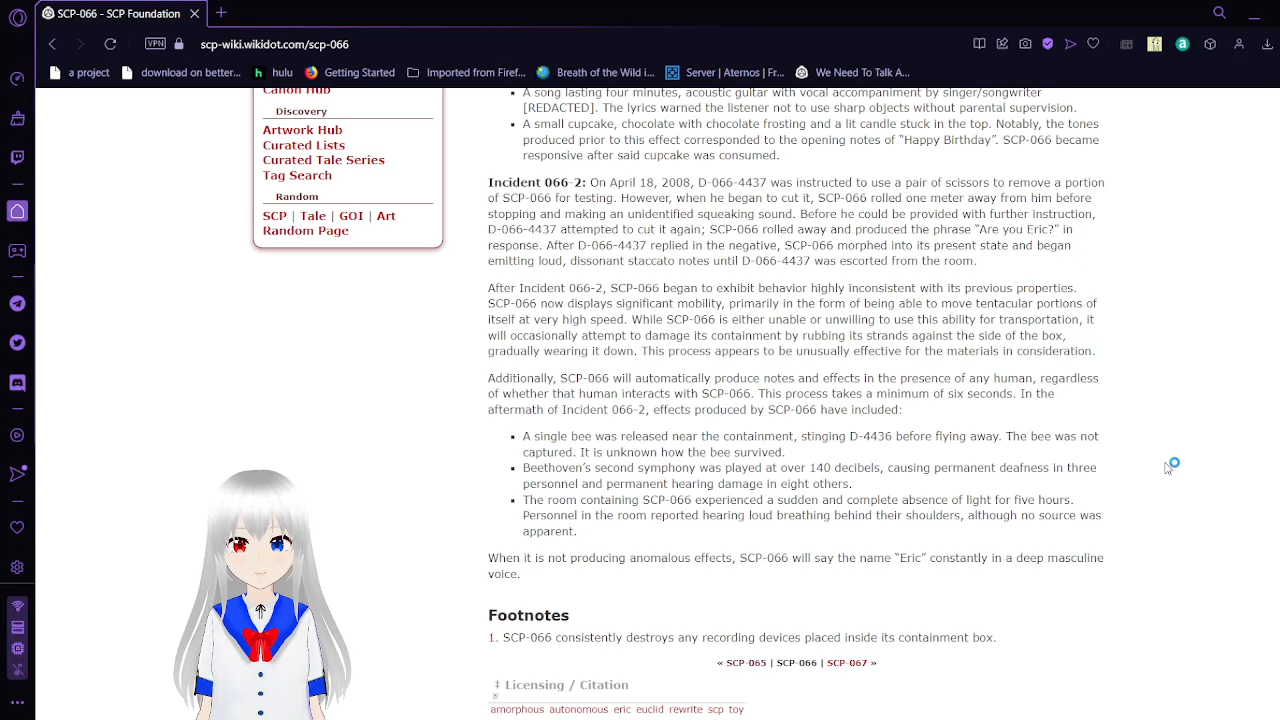 SCP-066 - SCP Foundation
VPN
scp-wiki.wikidot.com/scp-066
a project
download on better...
hulu
Getting Started
Imported from Firef...
Breath of the Wild i...
Server | Aternos | Fr...
We Need To Talk A...
Canon Hub
Discovery
Artwork Hub
Curated Lists
Curated Tale Series
Tag Search
Random
SCP | Tale | GOI | Art
Random Page
A song lasting four minutes, acoustic guitar with vocal accompaniment by singer/songwriter
[REDACTED]. The lyrics warned the listener not to use sharp objects without parental supervision.
A small cupcake, chocolate with chocolate frosting and a lit candle stuck in the top. Notably, the tones
produced prior to this effect corresponded to the opening notes of “Happy Birthday”. SCP-066 became
responsive after said cupcake was consumed.
Incident 066-2: On April 18, 2008, D-066-4437 was instructed to use a pair of scissors to remove a portion
of SCP-066 for testing. However, when he began to cut it, SCP-066 rolled one meter away from him before
stopping and making an unidentified squeaking sound. Before he could be provided with further instruction,
D-066-4437 attempted to cut it again; SCP-066 rolled away and produced the phrase “Are you Eric?” in
response. After D-066-4437 replied in the negative, SCP-066 morphed into its present state and began
emitting loud, dissonant staccato notes until D-066-4437 was escorted from the room.
After Incident 066-2, SCP-066 began to exhibit behavior highly inconsistent with its previous properties.
SCP-066 now displays significant mobility, primarily in the form of being able to move tentacular portions of
itself at very high speed. While SCP-066 is either unable or unwilling to use this ability for transportation, it
will occasionally attempt to damage its containment by rubbing its strands against the side of the box,
gradually wearing it down. This process appears to be unusually effective for the materials in consideration.
Additionally, SCP-066 will automatically produce notes and effects in the presence of any human, regardless
of whether that human interacts with SCP-066. This process takes a minimum of six seconds. In the
aftermath of Incident 066-2, effects produced by SCP-066 have included:
A single bee was released near the containment, stinging D-4436 before flying away. The bee was not
captured. It is unknown how the bee survived.
Beethoven’s second symphony was played at over 140 decibels, causing permanent deafness in three
personnel and permanent hearing damage in eight others.
The room containing SCP-066 experienced a sudden and complete absence of light for five hours.
Personnel in the room reported hearing loud breathing behind their shoulders, although no source was
apparent.
When it is not producing anomalous effects, SCP-066 will say the name “Eric” constantly in a deep masculine
voice.
Footnotes
1. SCP-066 consistently destroys any recording devices placed inside its containment box.
« SCP-065 | SCP-066 | SCP-067 »
‡ Licensing / Citation
amorphous autonomous eric euclid rewrite scp toy